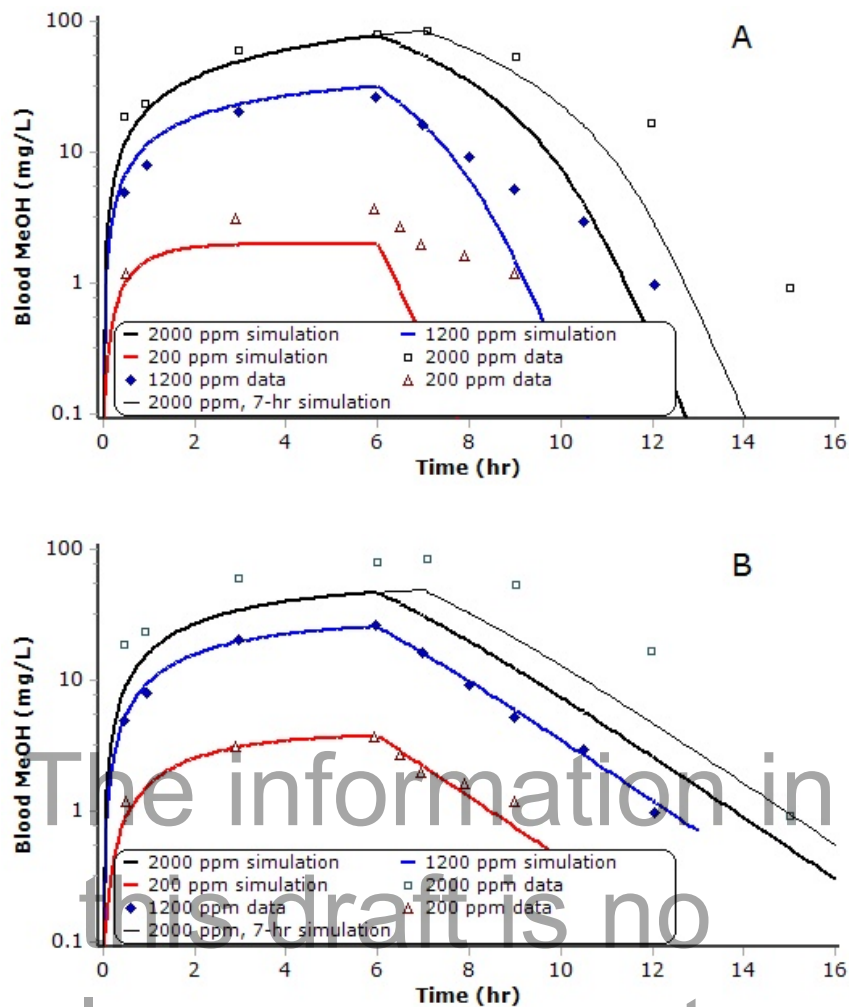 A
Blood MeOH (mg/L)
100
10
1
0.1
2000 ppm simulation 1200 ppm simulation
200 ppm simulation 2000 ppm data
1200 ppm data 200 ppm data
2000 ppm, 7-hr simulation
0 2 4 6 8 10 12 14 16
Time (hr)
B
Blood MeOH (mg/L)
100
10
1
0.1
The information in
2000 ppm simulation 1200 ppm simulation
200 ppm simulation 2000 ppm data
1200 ppm data 200 ppm data
2000 ppm, 7-hr simulation
this draft is no
0 2 4 6 8 10 12 14 16
Time (hr)